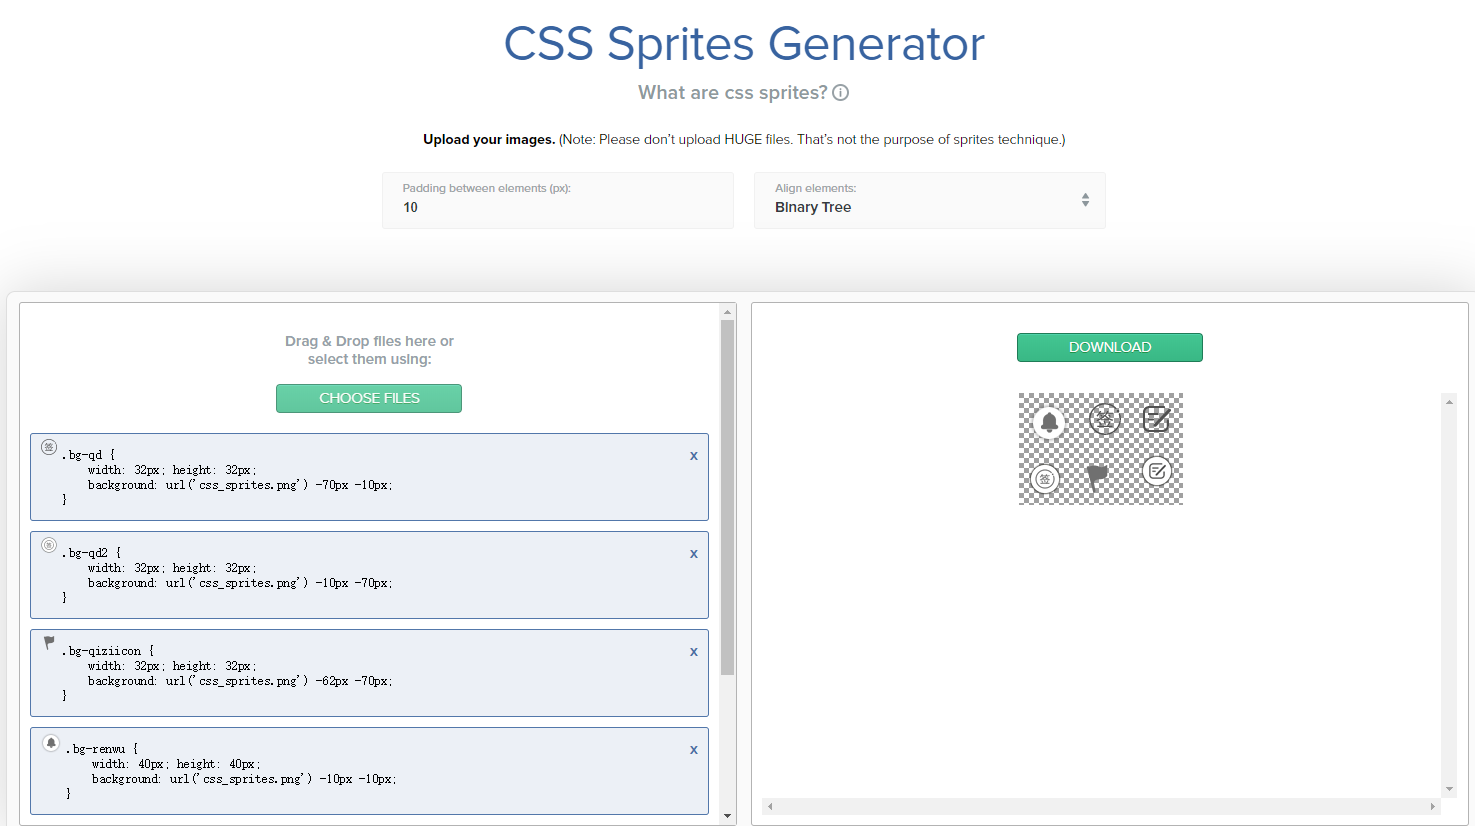 CSS Sprites Generator
What are css sprites?
Upload your images. (Note: Please don't upload HUGE files. That's not the purpose of sprites technique.)
Padding between elements (px):
10
Align elements:
Binary Tree
Drag & Drop files here or
select them using:
CHOOSE FILES
签
.bg-qd {
width: 32px; height: 32px;
background: url('css_sprites.png') -70px -10px;
}
x
.bg-qd2 {
width: 32px; height: 32px;
background: url('css_sprites.png') -10px -70px;
}
x
.bg-qiziicon {
width: 32px; height: 32px;
background: url('css_sprites.png') -62px -70px;
}
x
.bg-renwu {
width: 40px; height: 40px;
background: url('css_sprites.png') -10px -10px;
}
x
DOWNLOAD
签
签